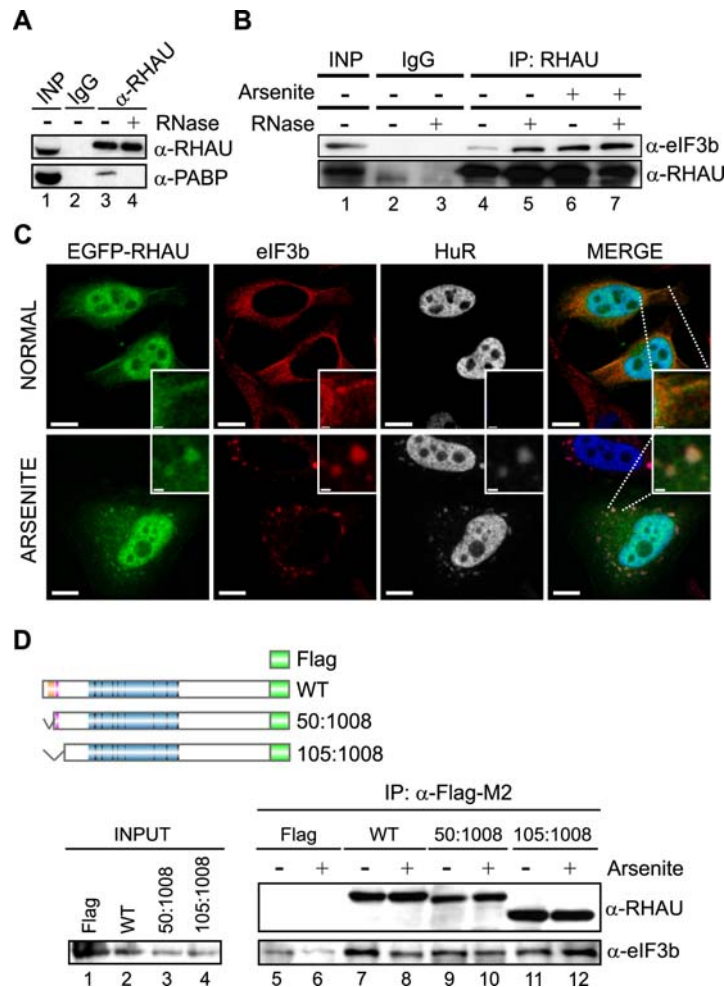 A
INP IgG α-RHAU
- - - + RNase
α-RHAU
α-PABP
1 2 3 4
B
INP IgG IP: RHAU
Arsenite - - - - - + +
RNase - - + - + - +
α-eIF3b
α-RHAU
1 2 3 4 5 6 7
C
EGFP-RHAU eIF3b HuR MERGE
NORMAL
ARSENITE
D
Flag
WT
50:1008
105:1008
IP: α-Flag-M2
INPUT Flag WT 50:1008 105:1008
- + - + - + - + Arsenite
Flag WT 50:1008 105:1008
α-RHAU
α-eIF3b
1 2 3 4 5 6 7 8 9 10 11 12